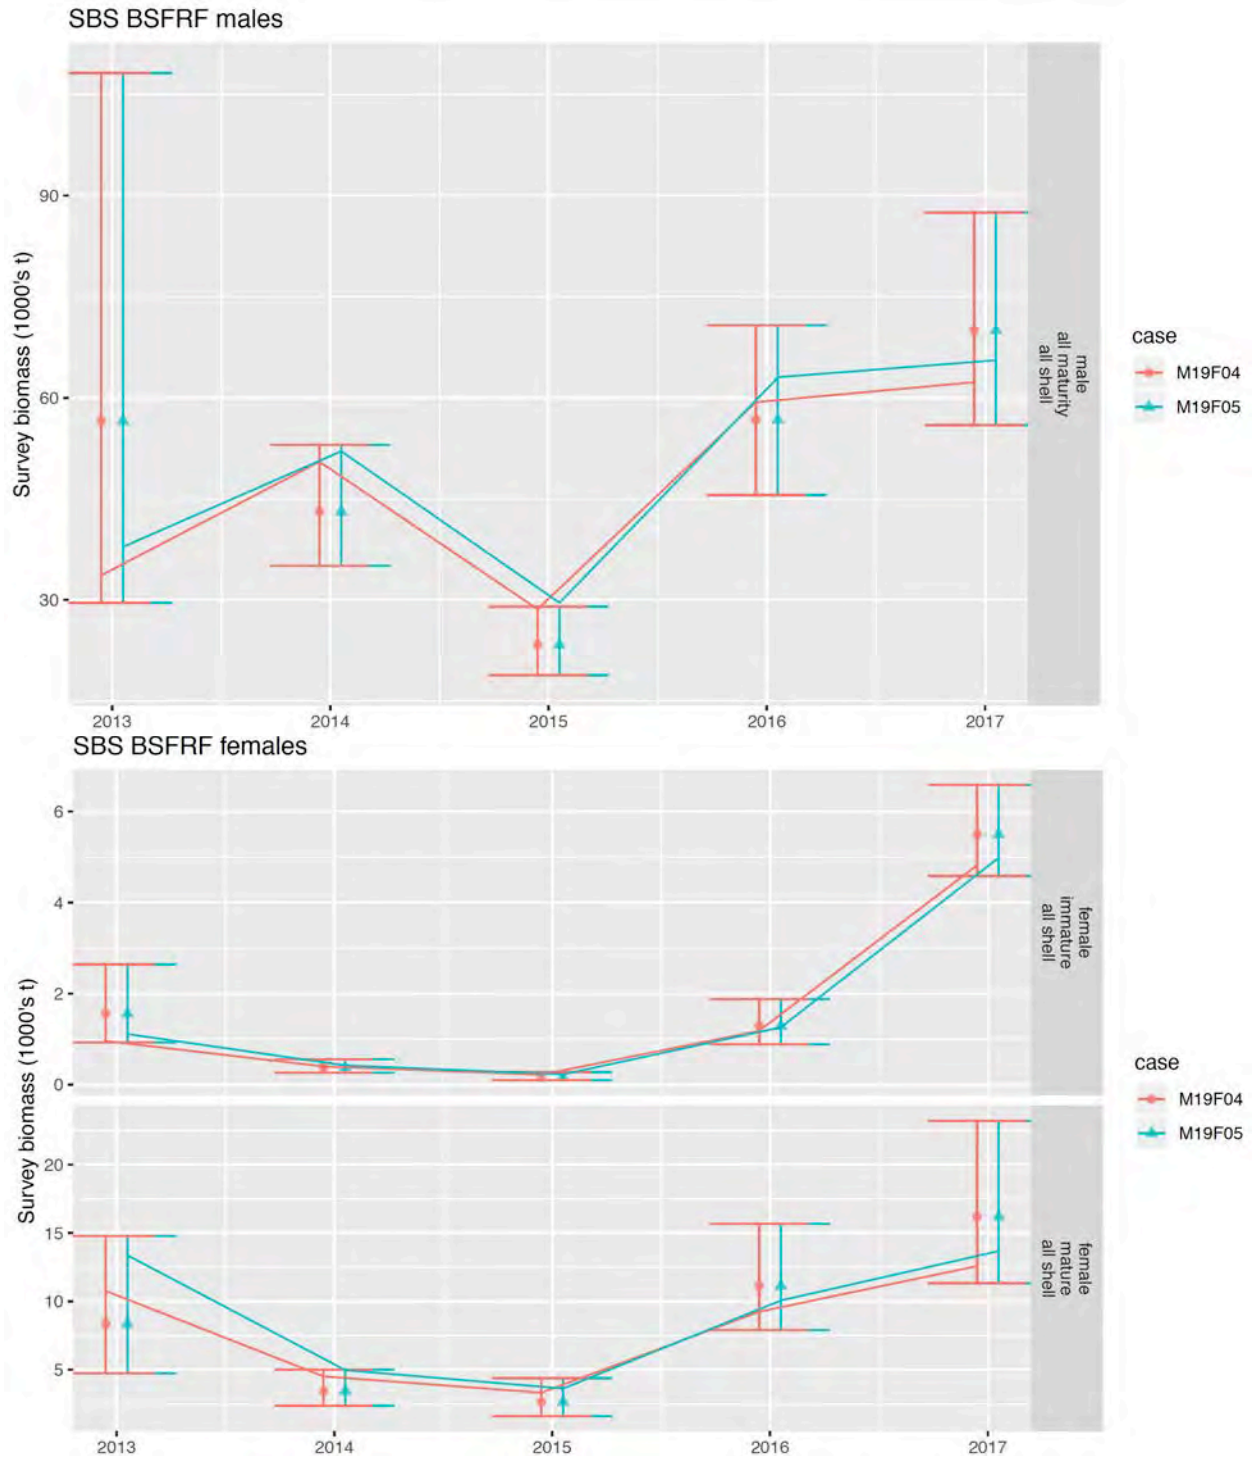 SBS BSFRF males
Survey biomass (1000's t)
90
60
30
2013 2014 2015 2016 2017
male
all maturity
all shell
case
M19F04
M19F05
SBS BSFRF females
Survey biomass (1000's t)
6
4
2
0
female
immature
all shell
20
15
10
5
female
mature
all shell
2013 2014 2015 2016 2017
case
M19F04
M19F05